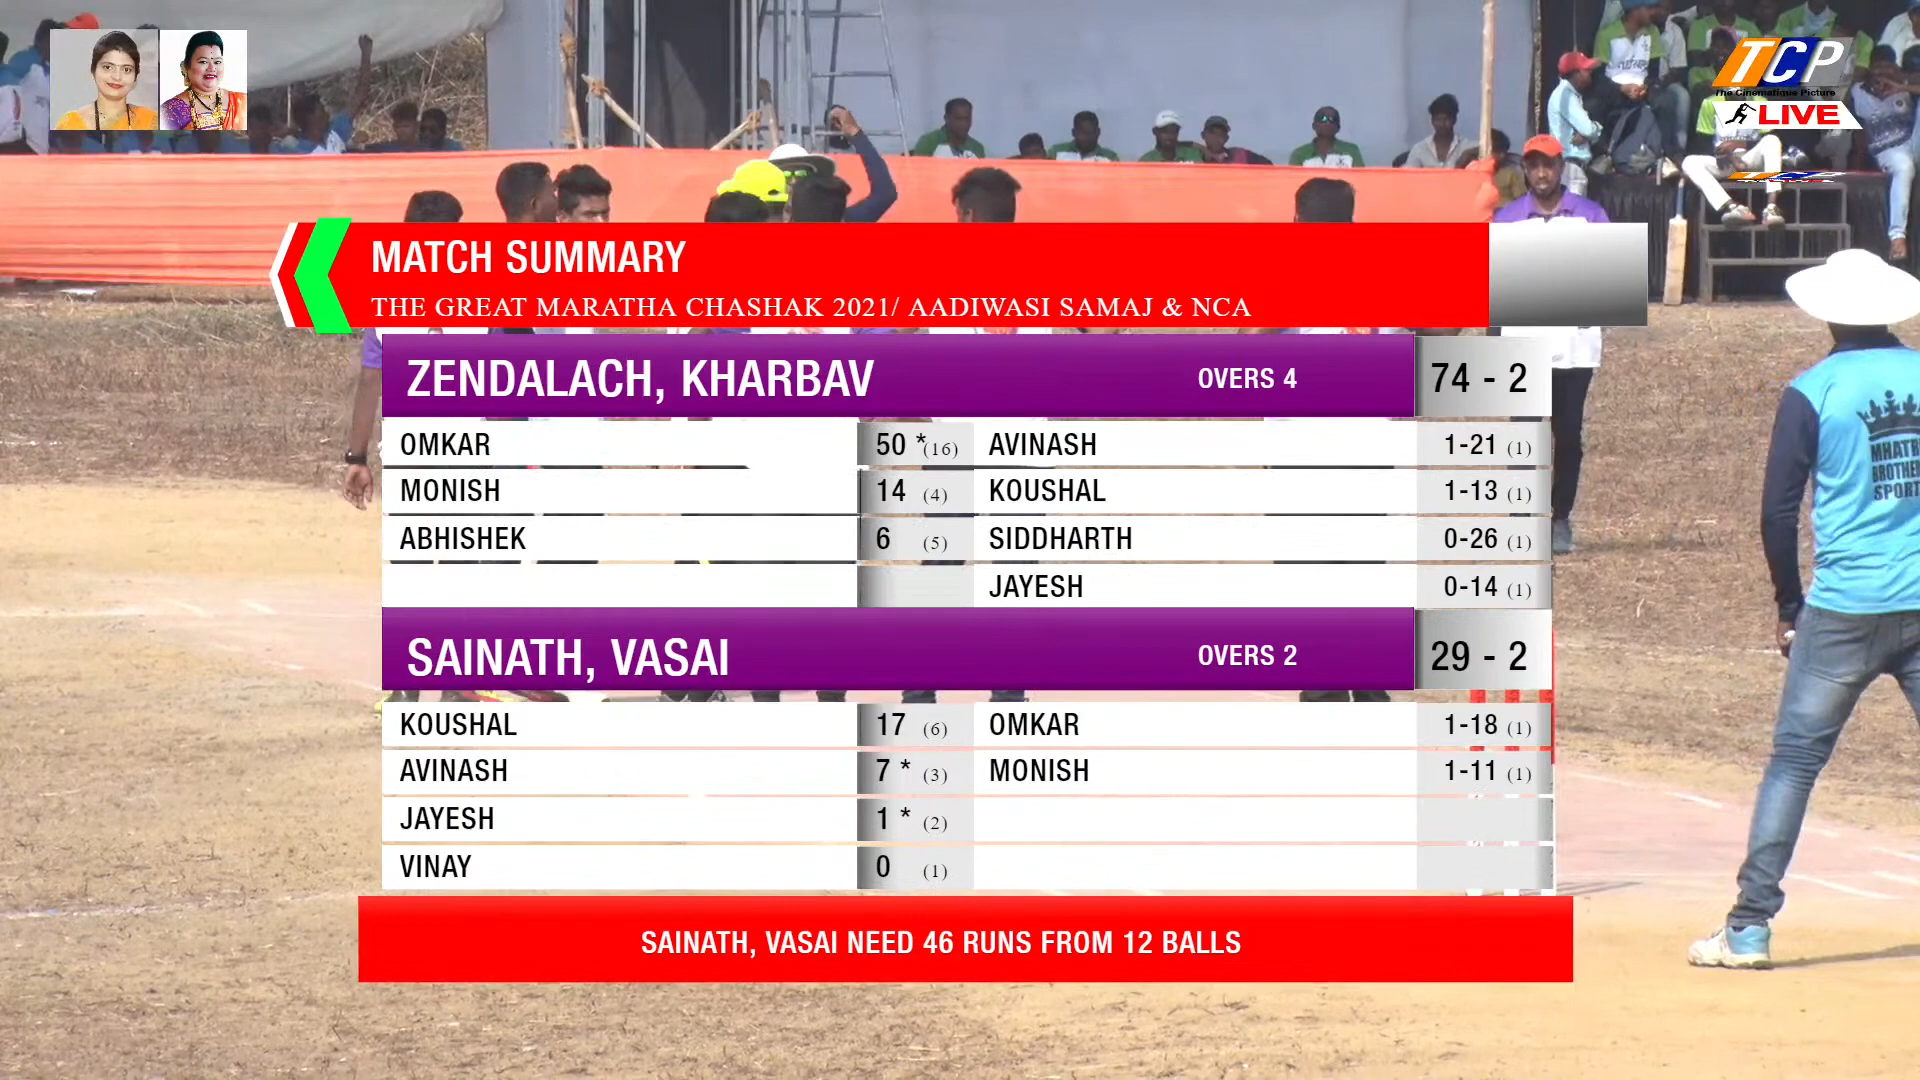 TCP
The Cinematique Picture
LIVE
MATCH SUMMARY
THE GREAT MARATHA CHASHAK 2021/ AADIWASI SAMAJ & NCA
ZENDALACH, KHARBAV OVERS 4 74 - 2
OMKAR 50 * (16) AVINASH 1-21 (1)
MONISH 14 (4) KOUSHAL 1-13 (1)
ABHISHEK 6 (5) SIDDHARTH 0-26 (1)
JAYESH 0-14 (1)
SAINATH, VASAI OVERS 2 29 - 2
KOUSHAL 17 (6) OMKAR 1-18 (1)
AVINASH 7 * (3) MONISH 1-11 (1)
JAYESH 1 * (2)
VINAY 0 (1)
SAINATH, VASAI NEED 46 RUNS FROM 12 BALLS
MHATR
BROTHE
SPORT